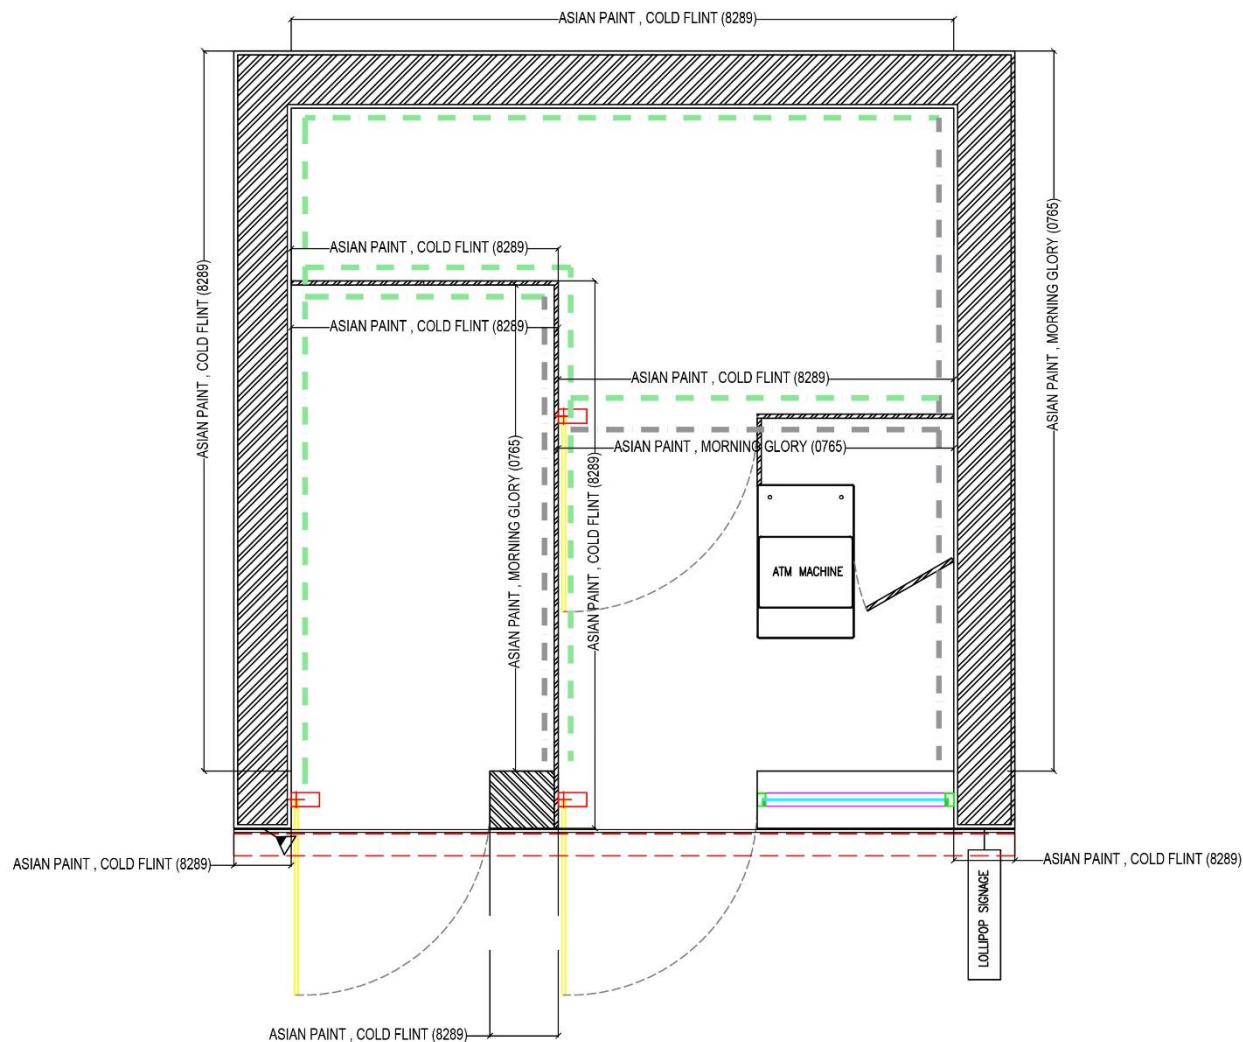 ASIAN PAINT , COLD FLINT (8289)
ASIAN PAINT , COLD FLINT (8289)
ASIAN PAINT , MORNING GLORY (0765)
ASIAN PAINT , COLD FLINT (8289)
ASIAN PAINT , COLD FLINT (8289)
ASIAN PAINT , COLD FLINT (8289)
ASIAN PAINT , MORNING GLORY (0765)
ASIAN PAINT , MORNING GLORY (0765)
ASIAN PAINT , COLD FLINT (8289)
ATM MACHINE
ASIAN PAINT , COLD FLINT (8289)
ASIAN PAINT , COLD FLINT (8289)
LOLLIPOP SIGNAGE
ASIAN PAINT , COLD FLINT (8289)